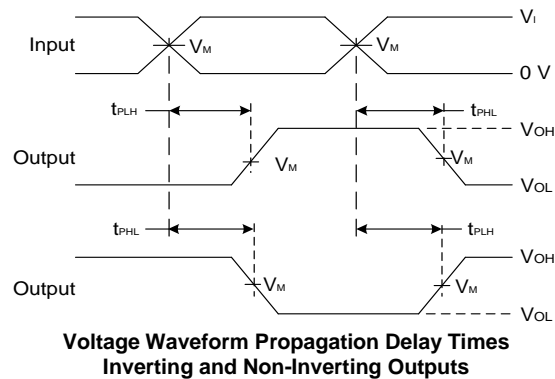 VI
Input VM VM
0 V
tPLH tPHL
VOH
Output VM VM
VOL
tPHL tPLH
VOH
Output VM VM
VOL
Voltage Waveform Propagation Delay Times
Inverting and Non-Inverting Outputs